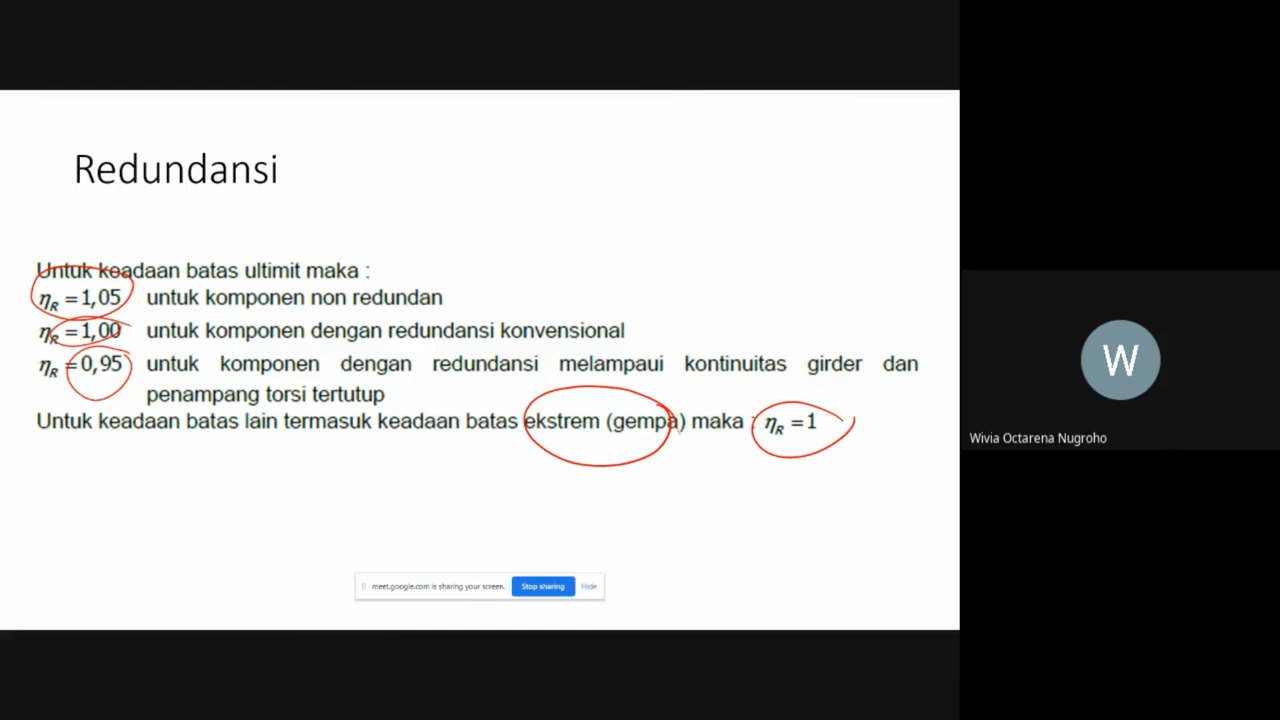 Redundansi
Untuk keadaan batas ultimit maka :
ηR = 1,05 untuk komponen non redundan
ηR = 1,00 untuk komponen dengan redundansi konvensional
ηR = 0,95 untuk komponen dengan redundansi melampaui kontinuitas girder dan
penampang torsi tertutup
Untuk keadaan batas lain termasuk keadaan batas ekstrem (gempa) maka : ηR = 1
meet.google.com is sharing your screen. Stop sharing Hide
W
Wivia Octarena Nugroho